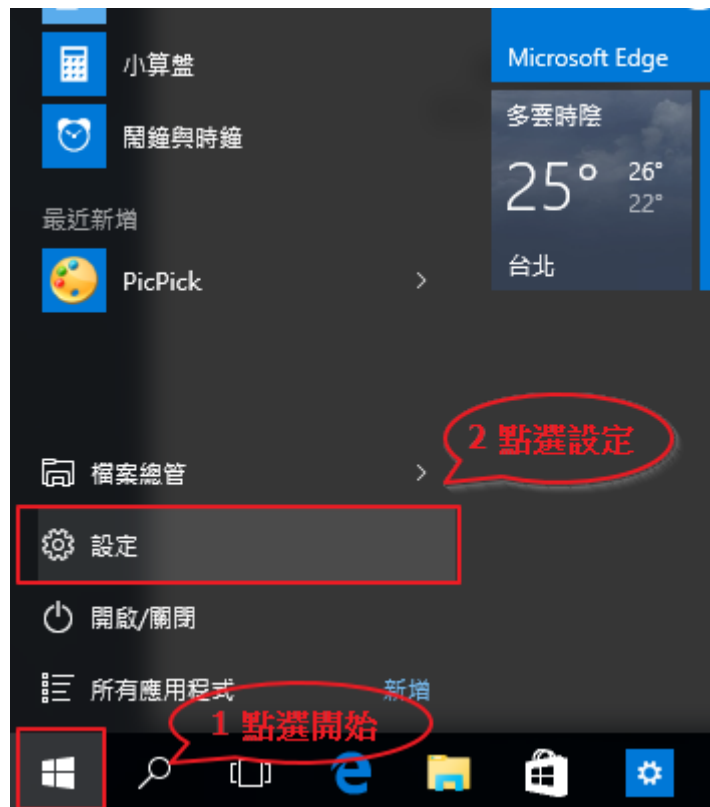 小算盤
鬧鐘與時鐘
最近新增
PicPick
Microsoft Edge
多雲時陰
25° 26°
22°
台北
2 點選設定
檔案總管
設定
開啟/關閉
所有應用程式 新增
1 點選開始